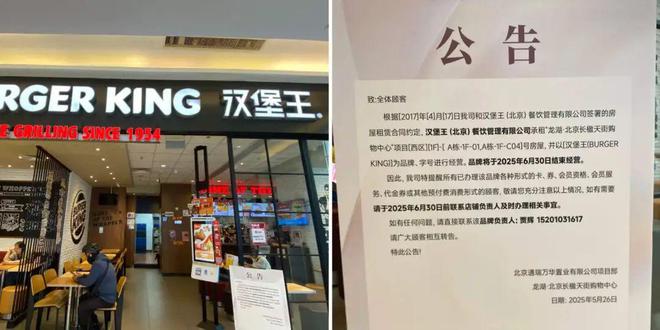 RGER KING 汉堡王
E GRILLING SINCE 1954
BURGER
KING
公告
公告
致:全体顾客
根据[2017]年[4]月[17]日我司和汉堡王(北京)餐饮管理有限公司签署的房
屋租赁合同约定,汉堡王(北京)餐饮管理有限公司承租"龙湖·北京长楹天街购物中
心"项目[西区][1F]-[ A栋-1F-01,A栋-1F-C04]号房屋,并以[汉堡王(BURGER
KING)]为品牌、字号进行经营,品牌将于2025年6月30日结束经营。
因此,我司特提醒所有已办理该品牌各种形式的卡、券、会员资格、会员服
务、代金券或其他预付费消费形式的顾客,敬请您充分注意以上情况,如有需要
请于2025年6月30日前联系店铺负责人及时办理相关事宜。
如有任何问题,请直接联系该品牌负责人:贾辉 15201031617
请广大顾客相互转告。
特此公告!
北京通瑞万华置业有限公司项目部
龙湖·北京长楹天街购物中心
日期: 2025年5月26日